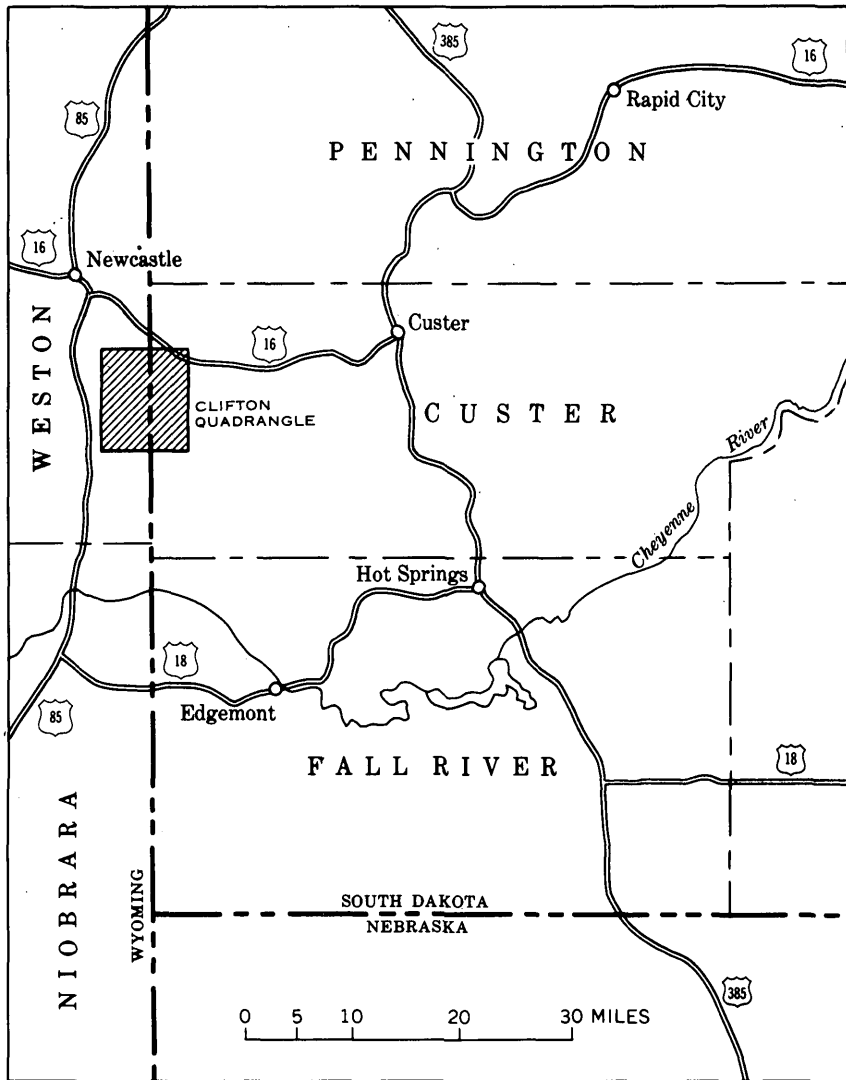 385
16
85
Rapid City
PENNINGTON
16
Newcastle
Custer
16
WESTON
CLIFTON
QUADRANGLE
CUSTER
River
Cheyenne
Hot Springs
18
Edgemont
85
FALL RIVER
18
NIOBRARA
WYOMING
SOUTH DAKOTA
NEBRASKA
385
0 5 10 20 30 MILES